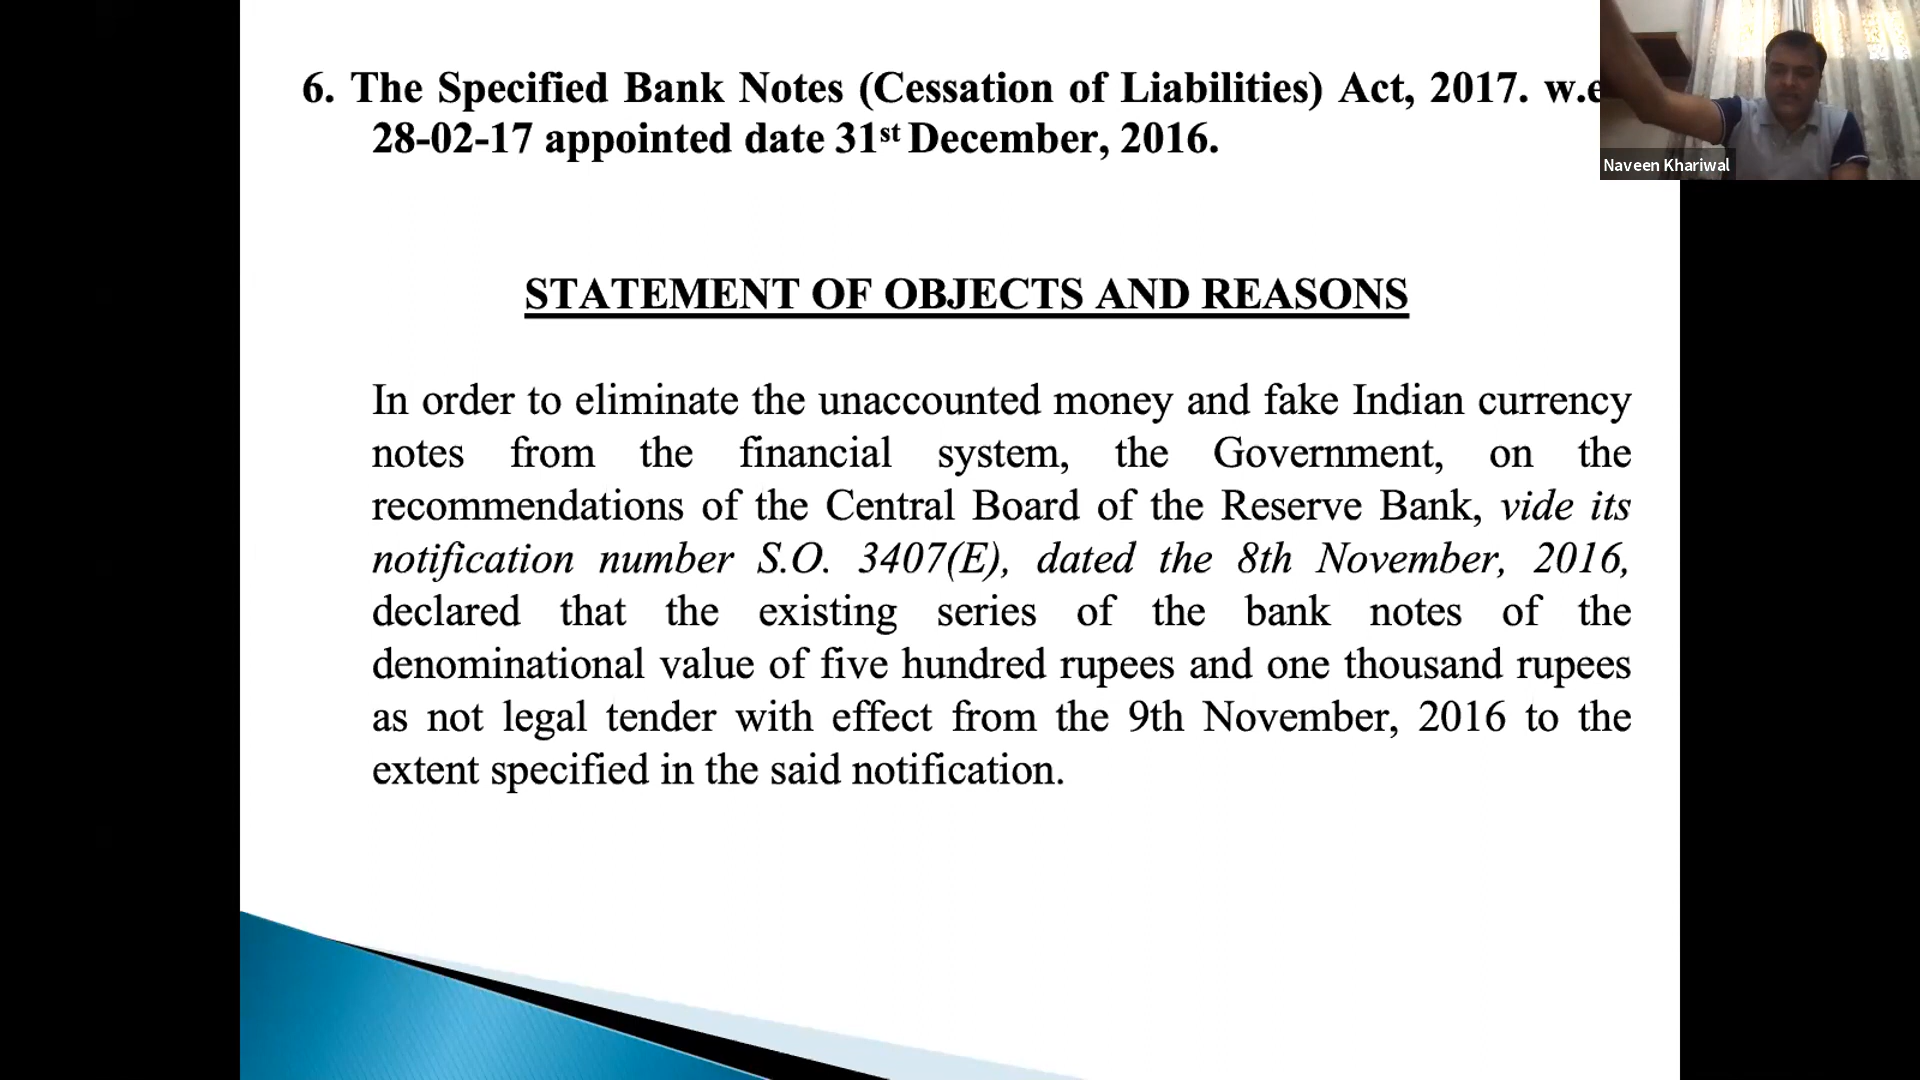 6. The Specified Bank Notes (Cessation of Liabilities) Act, 2017. w.e
28-02-17 appointed date 31st December, 2016.
Naveen Khariwal
STATEMENT OF OBJECTS AND REASONS
In order to eliminate the unaccounted money and fake Indian currency
notes from the financial system, the Government, on the
recommendations of the Central Board of the Reserve Bank, vide its
notification number S.O. 3407(E), dated the 8th November, 2016,
declared that the existing series of the bank notes of the
denominational value of five hundred rupees and one thousand rupees
as not legal tender with effect from the 9th November, 2016 to the
extent specified in the said notification.